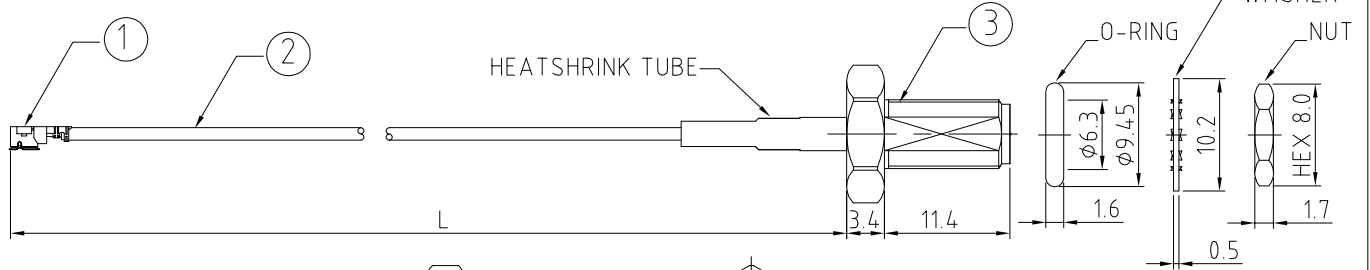 1
2
HEATSHRINK TUBE
3
O-RING
NUT
φ6.3
φ9.45
10.2
HEX 8.0
L
3.4
11.4
1.6
0.5
1.7